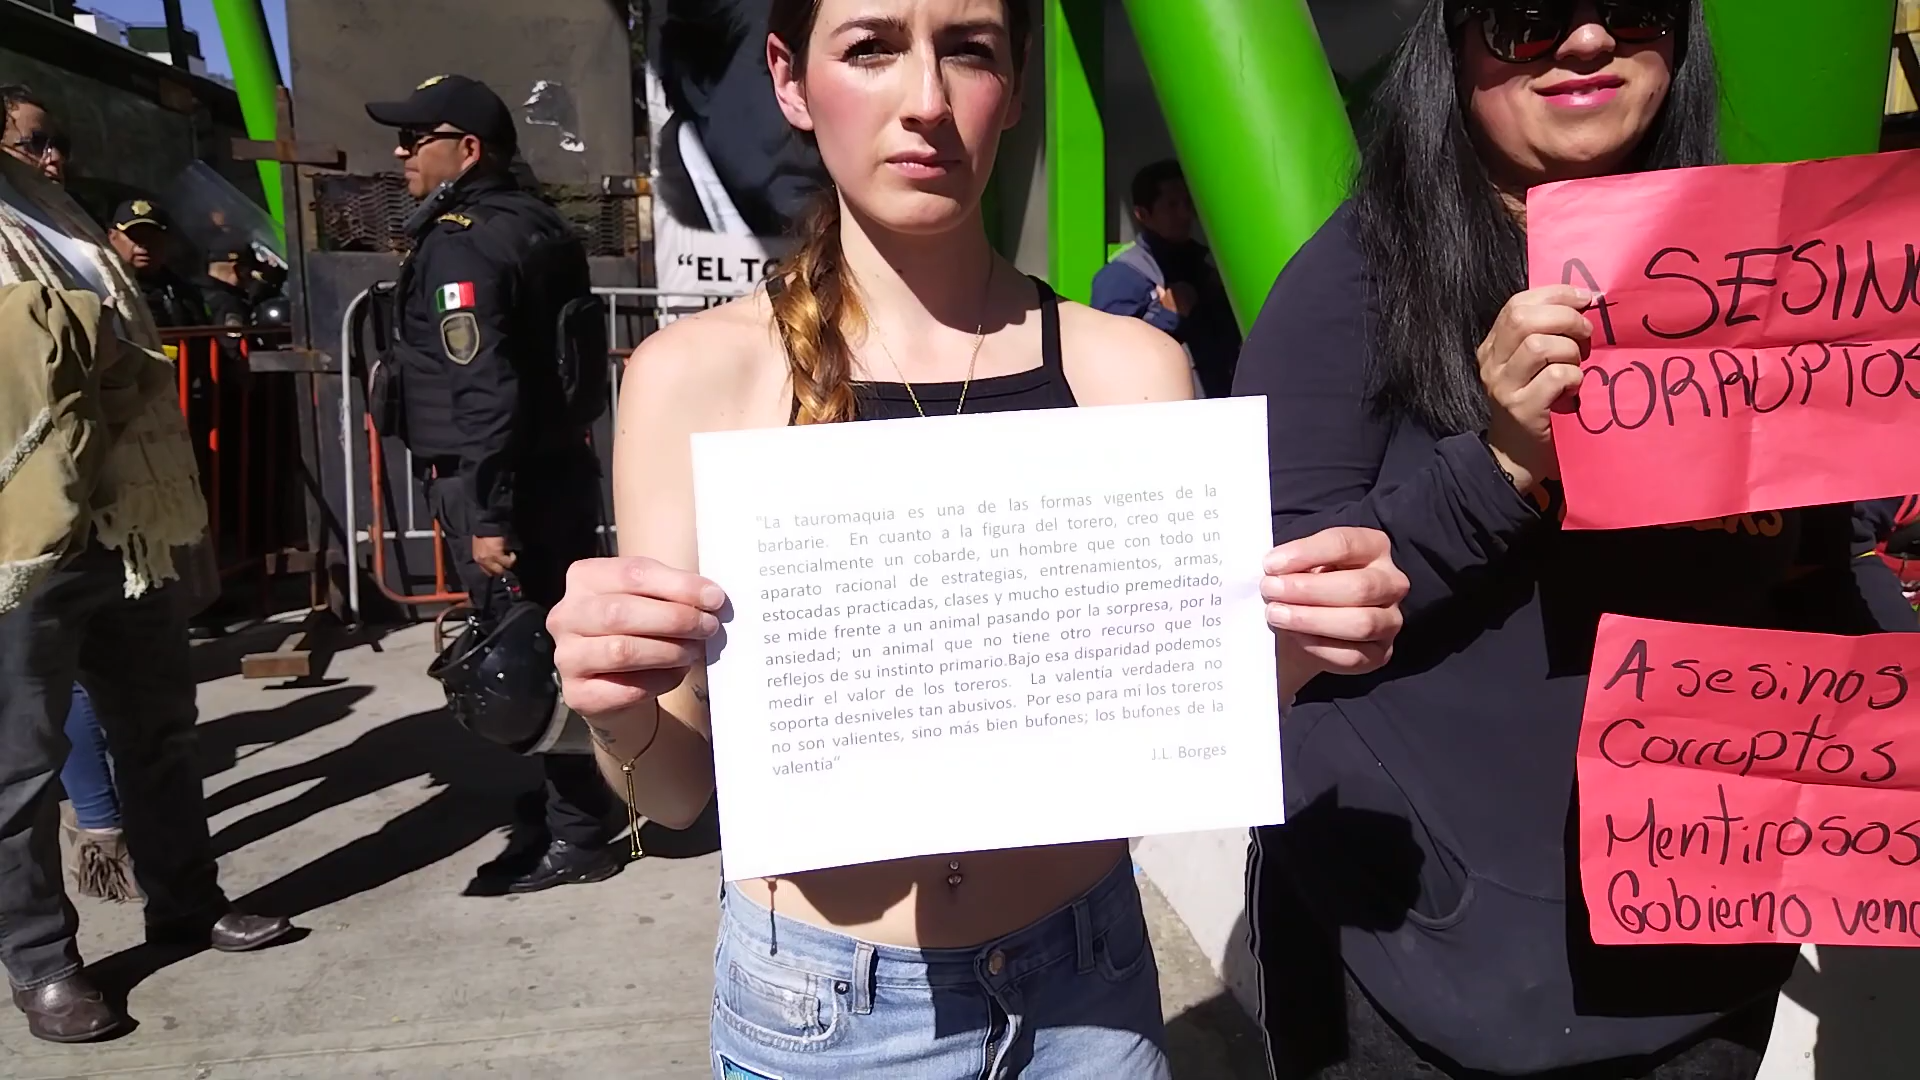 “EL TO
"La tauromaquia es una de las formas vigentes de la
barbarie. En cuanto a la figura del torero, creo que es
esencialmente un cobarde, un hombre que con todo un
aparato racional de estrategias, entrenamientos, armas,
estocadas practicadas, clases y mucho estudio premeditado,
se mide frente a un animal pasando por la sorpresa, por la
ansiedad; un animal que no tiene otro recurso que los
reflejos de su instinto primario.Bajo esa disparidad podemos
medir el valor de los toreros. La valentía verdadera no
soporta desniveles tan abusivos. Por eso para mi los toreros
no son valientes, sino más bien bufones; los bufones de la
valentía"
J.L. Borges
ASESINO
CORRUPTOS
Asesinos
Corruptos
Mentirosos
Gobierno ven